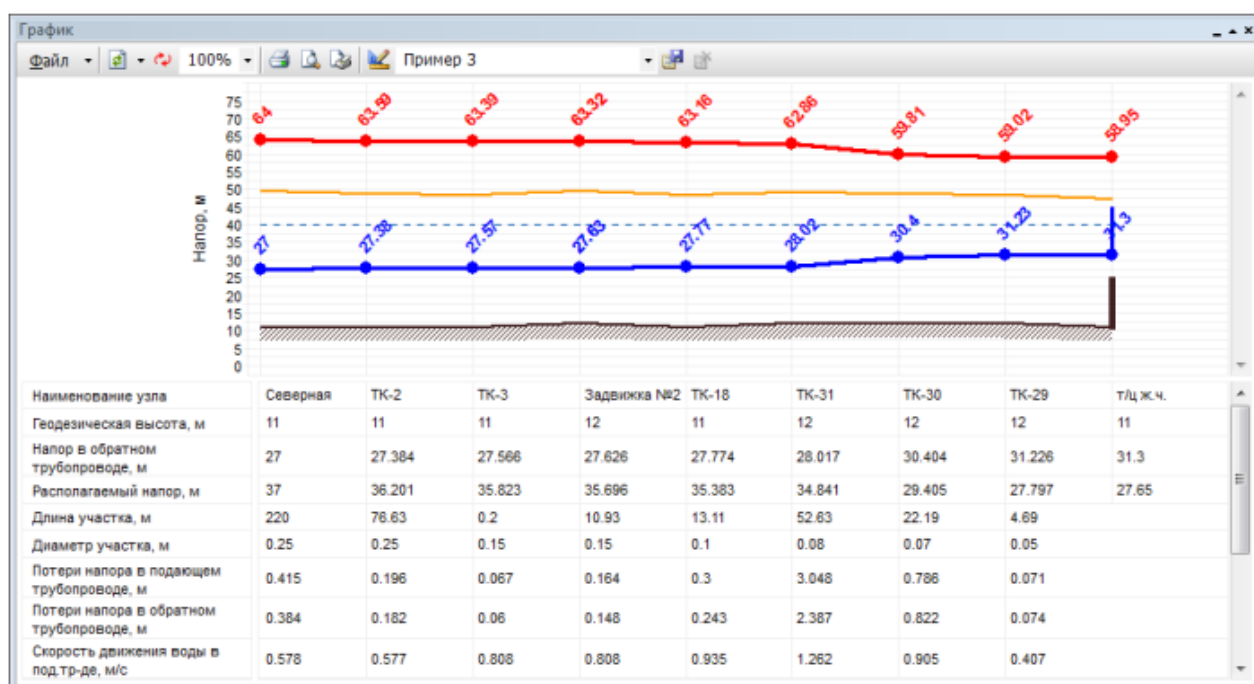 График
Файл 100% Пример 3
75
70
65
60
55
50
45
40
35
30
25
20
15
10
5
0
Напор, м
64 63.59 63.39 63.32 63.16 62.86 59.81 59.02 58.95
27 27.38 27.57 27.63 27.77 28.02 30.4 31.23 31.3
Наименование узла Северная ТК-2 ТК-3 Задвижка №2 ТК-18 ТК-31 ТК-30 ТК-29 т/ц ж.ч.
Геодезическая высота, м 11 11 11 12 11 12 12 12 11
Напор в обратном
трубопроводе, м 27 27.384 27.566 27.626 27.774 28.017 30.404 31.226 31.3
Располагаемый напор, м 37 36.201 35.823 35.696 35.383 34.841 29.405 27.797 27.65
Длина участка, м 220 76.63 0.2 10.93 13.11 52.63 22.19 4.69
Диаметр участка, м 0.25 0.25 0.15 0.15 0.1 0.08 0.07 0.05
Потери напора в подающем
трубопроводе, м 0.415 0.196 0.067 0.164 0.3 3.048 0.786 0.071
Потери напора в обратном
трубопроводе, м 0.384 0.182 0.06 0.148 0.243 2.387 0.822 0.074
Скорость движения воды в
под.тр-де, м/с 0.578 0.577 0.808 0.808 0.935 1.262 0.905 0.407